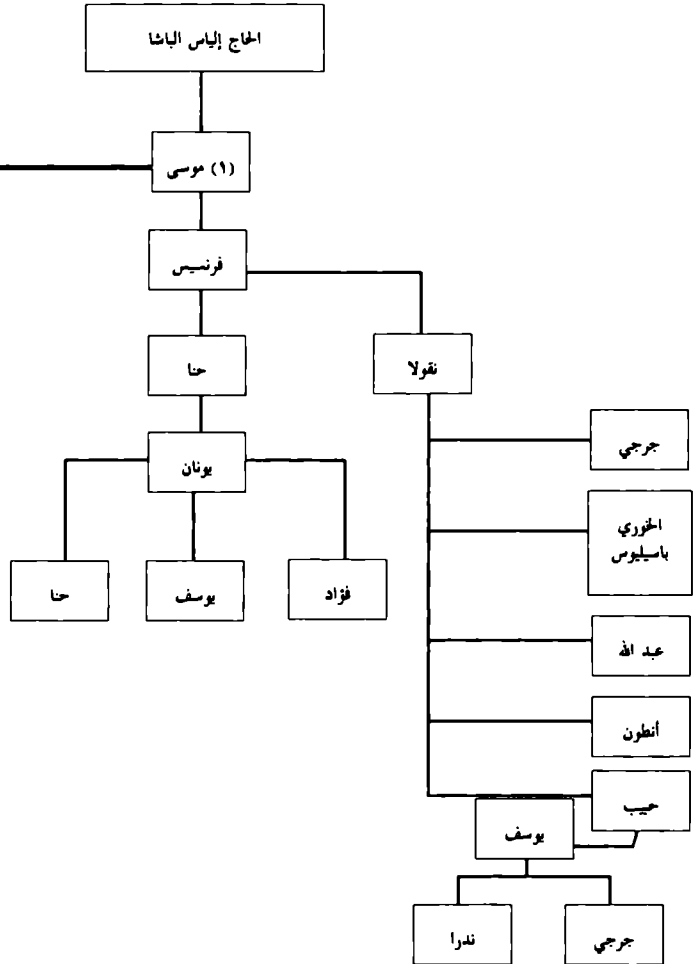 الحاج إلياس الباشا
(١) موسى
فرنسيس
حنا
نقولا
يونان
جرجي
الخوري
باسيليوس
فؤاد
يوسف
حنا
عبد الله
أنطون
حبيب
يوسف
جرجي
ندرا